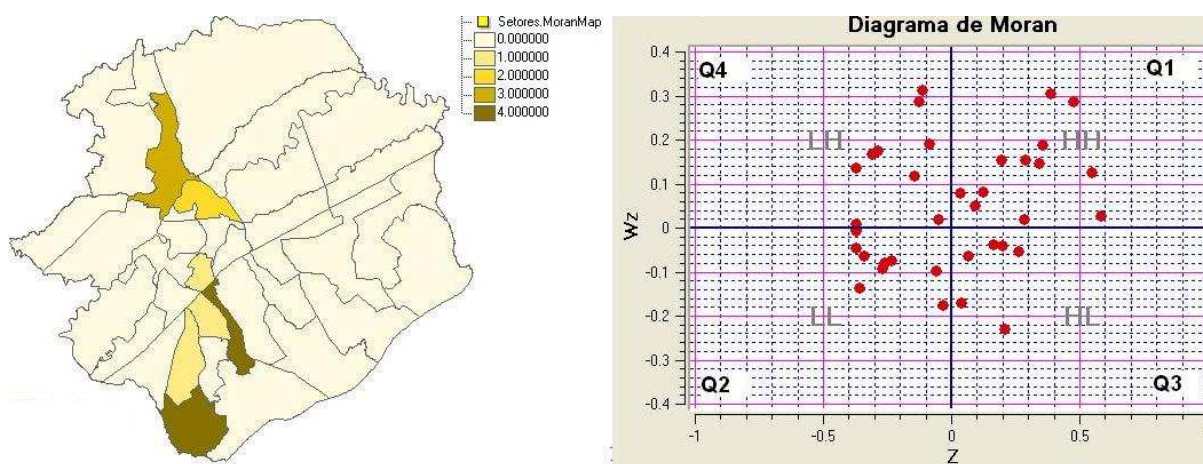 Setores.MoranMap
0.000000
1.000000
2.000000
3.000000
4.000000
Diagrama de Moran
0.4
0.3
0.2
0.1
0
-0.1
-0.2
-0.3
-0.4
Wz
Q4
Q1
LH
HH
LL
HL
Q2
Q3
-1
-0.5
0
0.5
Z